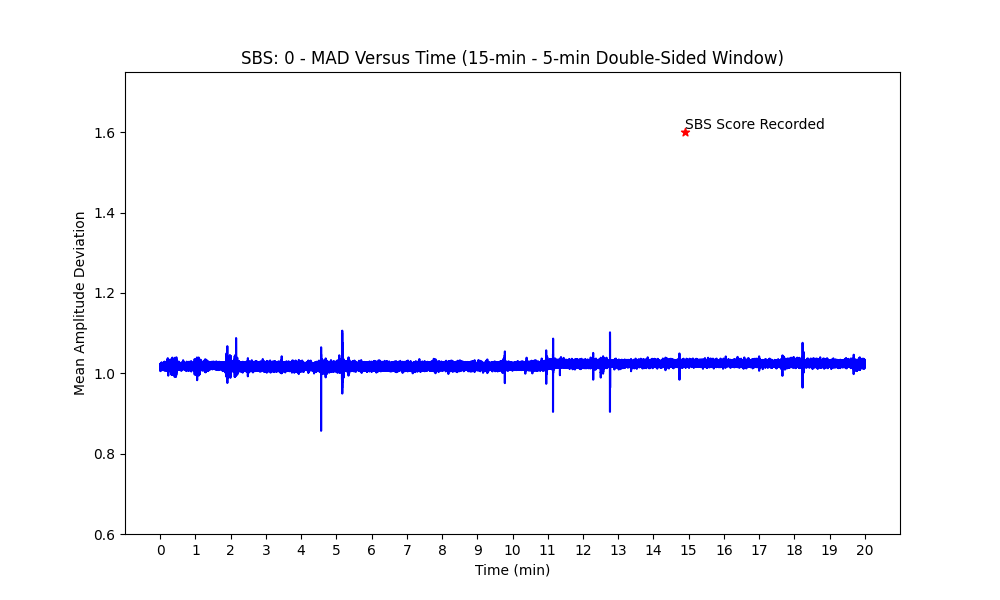 SBS: 0 - MAD Versus Time (15-min - 5-min Double-Sided Window)
SBS Score Recorded
Mean Amplitude Deviation
1.6
1.4
1.2
1.0
0.8
0.6
0 1 2 3 4 5 6 7 8 9 10 11 12 13 14 15 16 17 18 19 20
Time (min)